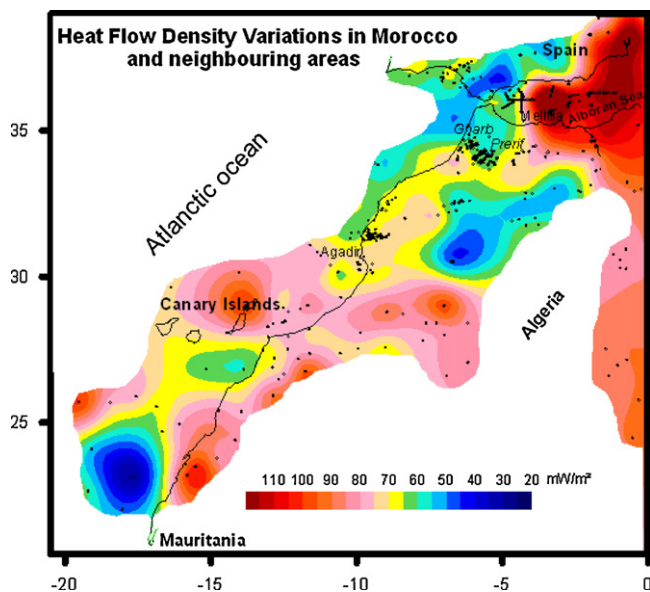 Heat Flow Density Variations in Morocco
and neighbouring areas
Spain
Melilla
Alboran Sea
Gharb
Prerif
Atlanctic ocean
Agadir
Canary Islands
Algeria
Mauritania
110 100 90 80 70 60 50 40 30 20 mW/m²
35
30
25
-20 -15 -10 -5 0